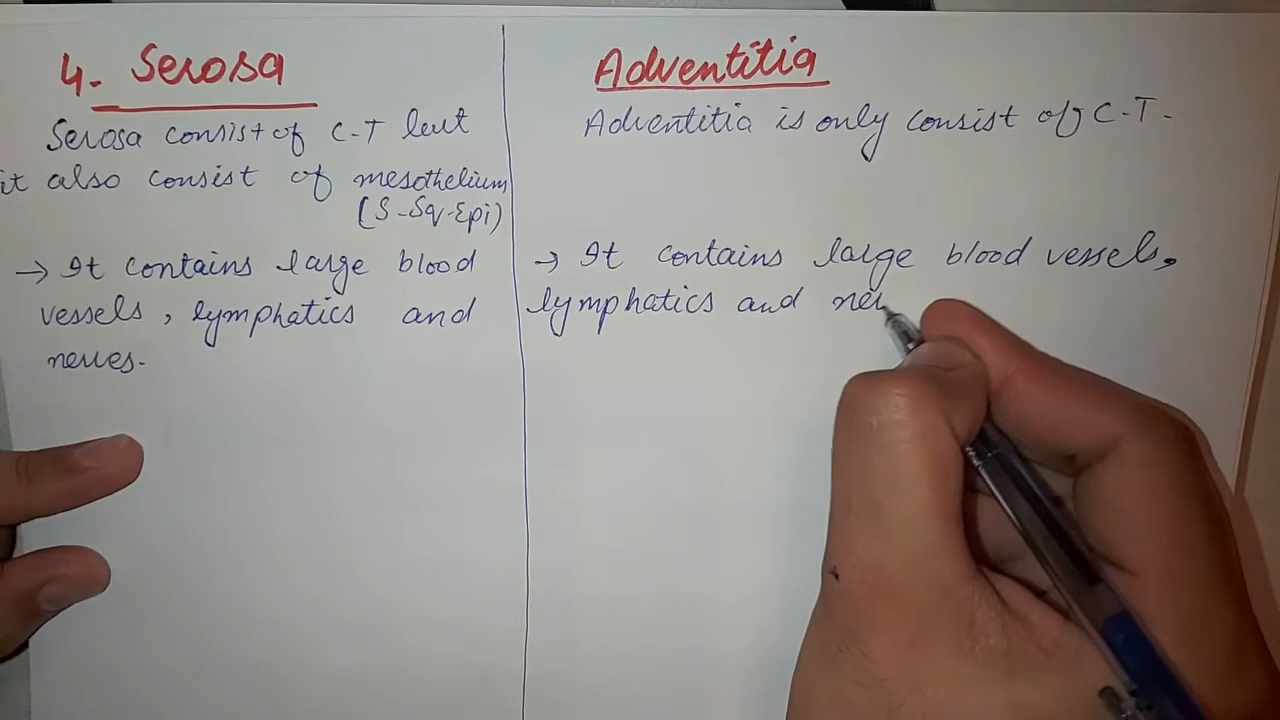 4. Serosa
Serosa consist of C-T but
it also consist of mesothelium
(S-Sq-Epi)
→ It contains large blood
vessels, lymphatics and
nerves.
Adventitia
Adventitia is only consist of C.T.
→ It contains large blood vessels,
lymphatics and ner